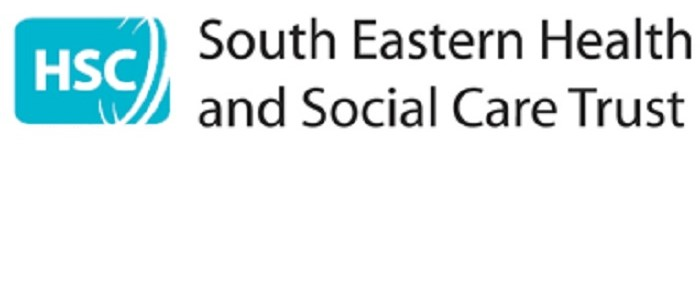 HSC
South Eastern Health
and Social Care Trust